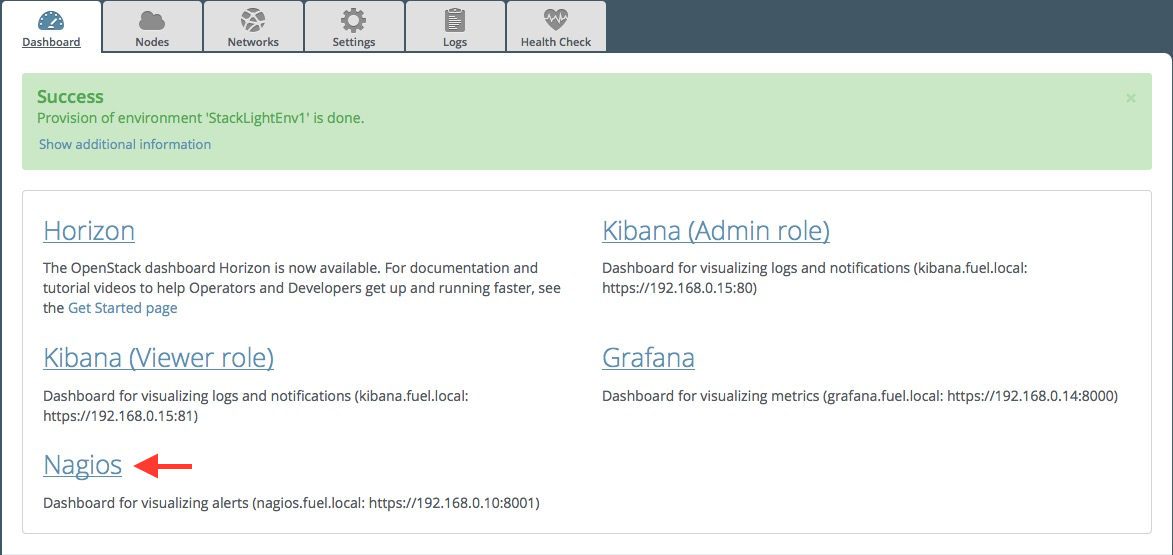 Dashboard
Nodes
Networks
Settings
Logs
Health Check
Success
×
Provision of environment 'StackLightEnv1' is done.
Show additional information
Horizon
The OpenStack dashboard Horizon is now available. For documentation and
tutorial videos to help Operators and Developers get up and running faster, see
the Get Started page
Kibana (Admin role)
Dashboard for visualizing logs and notifications (kibana.fuel.local:
https://192.168.0.15:80)
Kibana (Viewer role)
Dashboard for visualizing logs and notifications (kibana.fuel.local:
https://192.168.0.15:81)
Grafana
Dashboard for visualizing metrics (grafana.fuel.local: https://192.168.0.14:8000)
Nagios
Dashboard for visualizing alerts (nagios.fuel.local: https://192.168.0.10:8001)